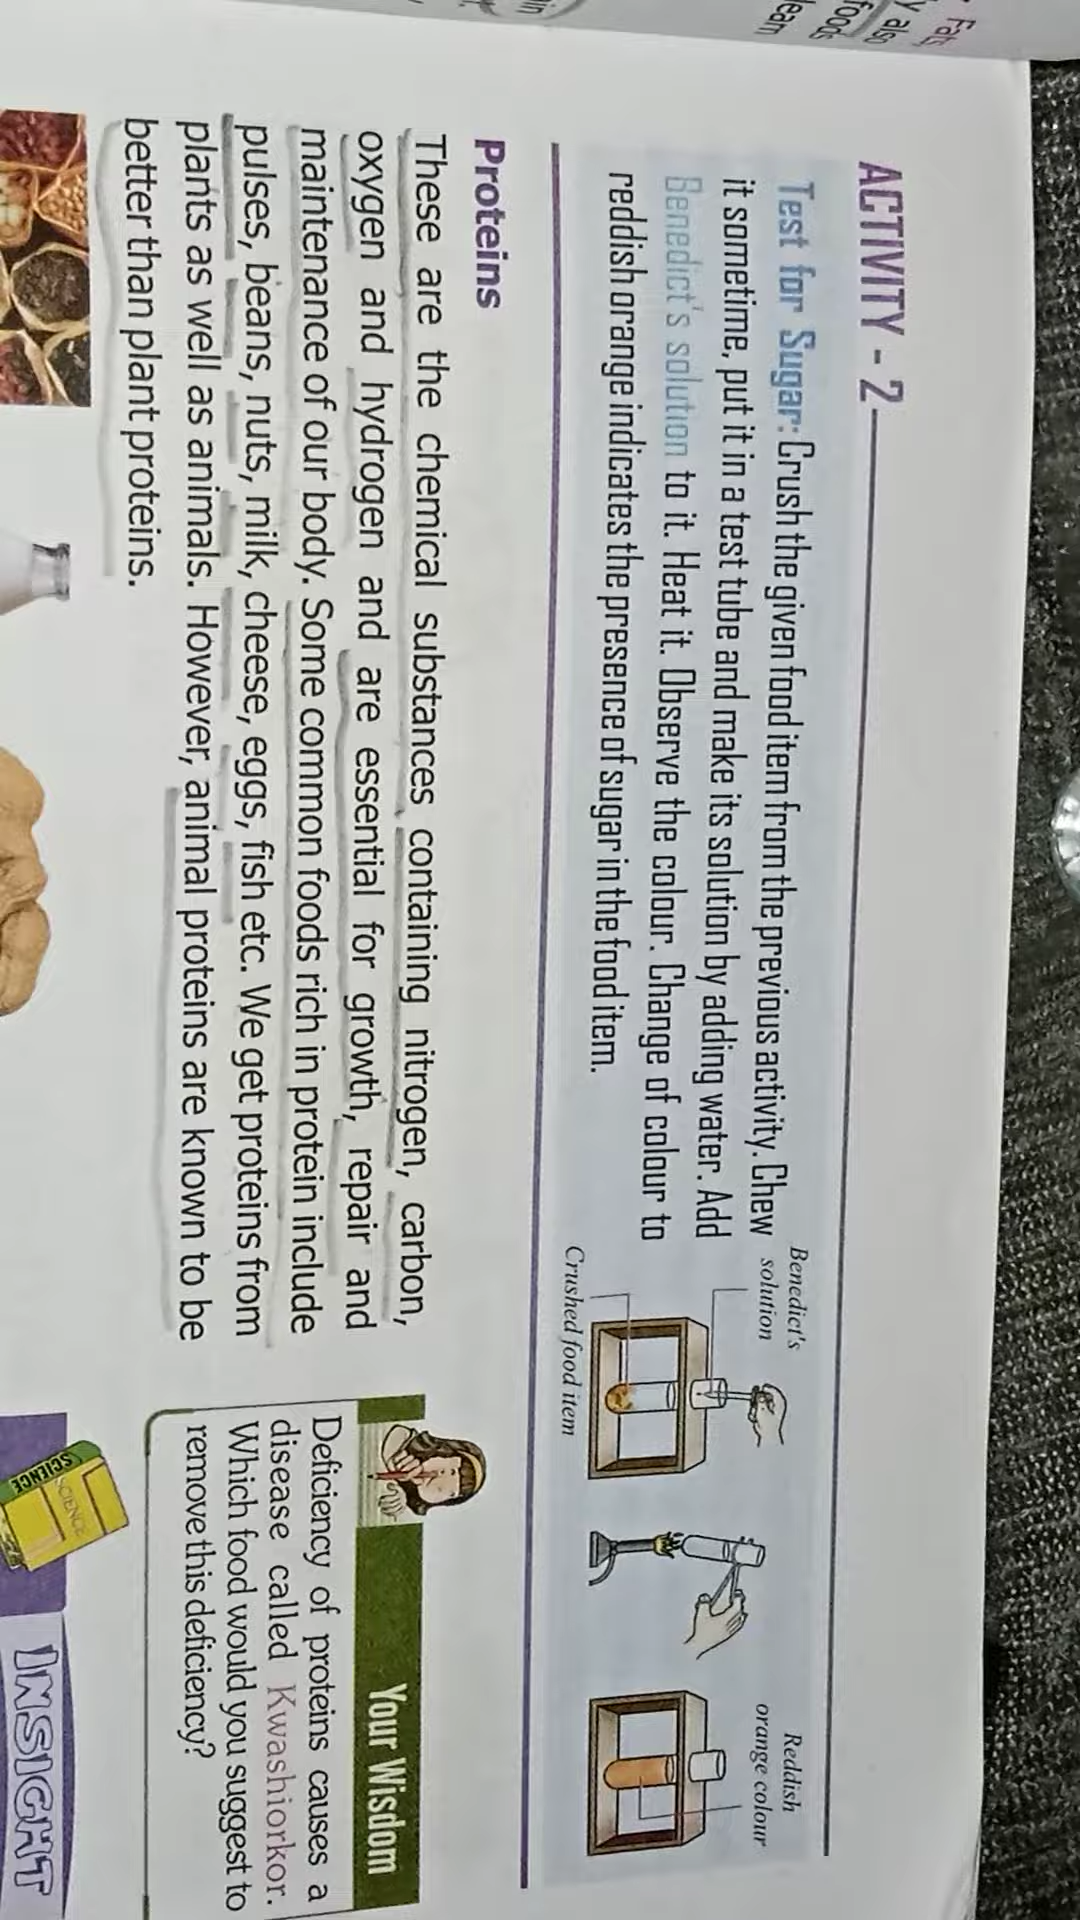 Fats
y also
foods
learn
in
ACTIVITY - 2
Test for Sugar: Crush the given food item from the previous activity. Chew
it sometime, put it in a test tube and make its solution by adding water. Add
Benedict's solution to it. Heat it. Observe the colour. Change of colour to
reddish orange indicates the presence of sugar in the food item.
Benedict's
solution
Crushed food item
Reddish
orange colour
Proteins
These are the chemical substances containing nitrogen, carbon,
oxygen and hydrogen and are essential for growth, repair and
maintenance of our body. Some common foods rich in protein include
pulses, beans, nuts, milk, cheese, eggs, fish etc. We get proteins from
plants as well as animals. However, animal proteins are known to be
better than plant proteins.
Your Wisdom
Deficiency of proteins causes a
disease called Kwashiorkor.
Which food would you suggest to
remove this deficiency?
SCIENCE
SCIENCE
INSIGHT